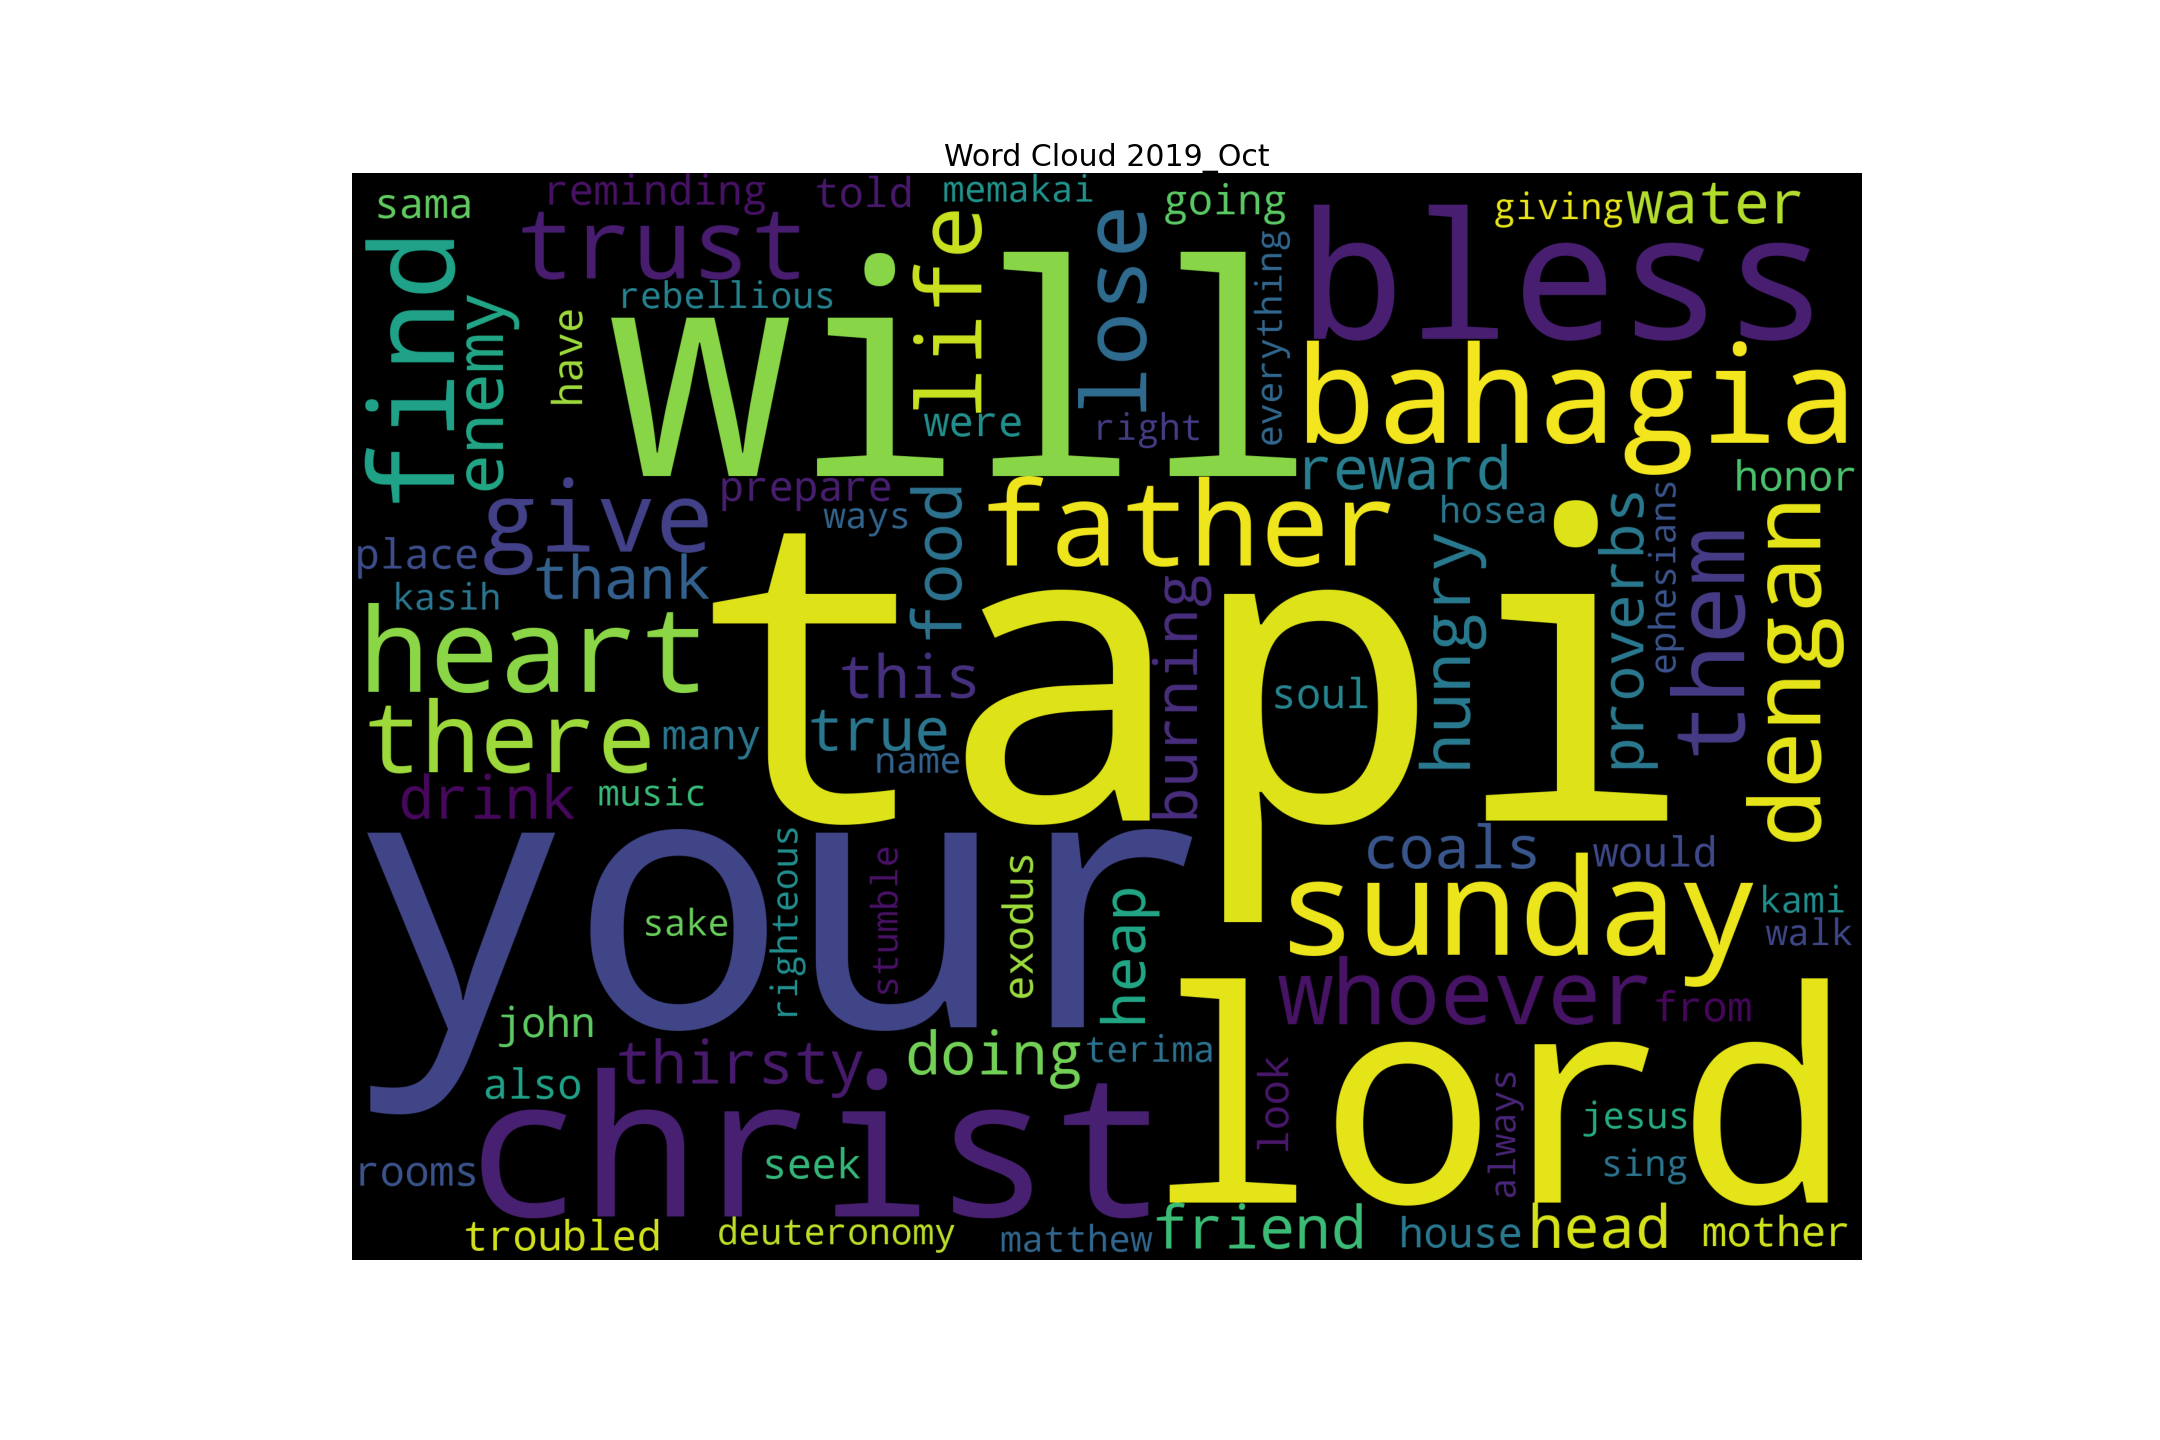 Word Cloud 2019_Oct
sama
reminding
told
memakai
going
giving
water
trust
find
life
lose
bless
will
enemy
rebellious
have
everything
were
right
bahagia
reward
honor
give
prepare
ways
father
food
hosea
hungry
proverbs
ephesians
them
dengan
place
thank
kasih
tapi
heart
this
burning
soul
there
many
true
name
drink
music
your
righteous
stumble
exodus
heap
coals
would
sunday
kami
walk
sake
whoever
from
john
thirsty
doing
terima
look
lord
also
christ
always
jesus
sing
rooms
seek
troubled
deuteronomy
matthew
friend
house
head
mother